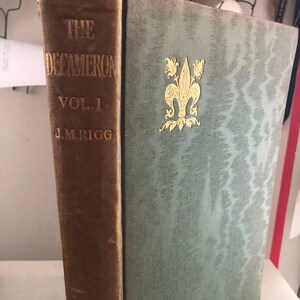 THE
DECAMERON
VOL. I
J.M.RIGG